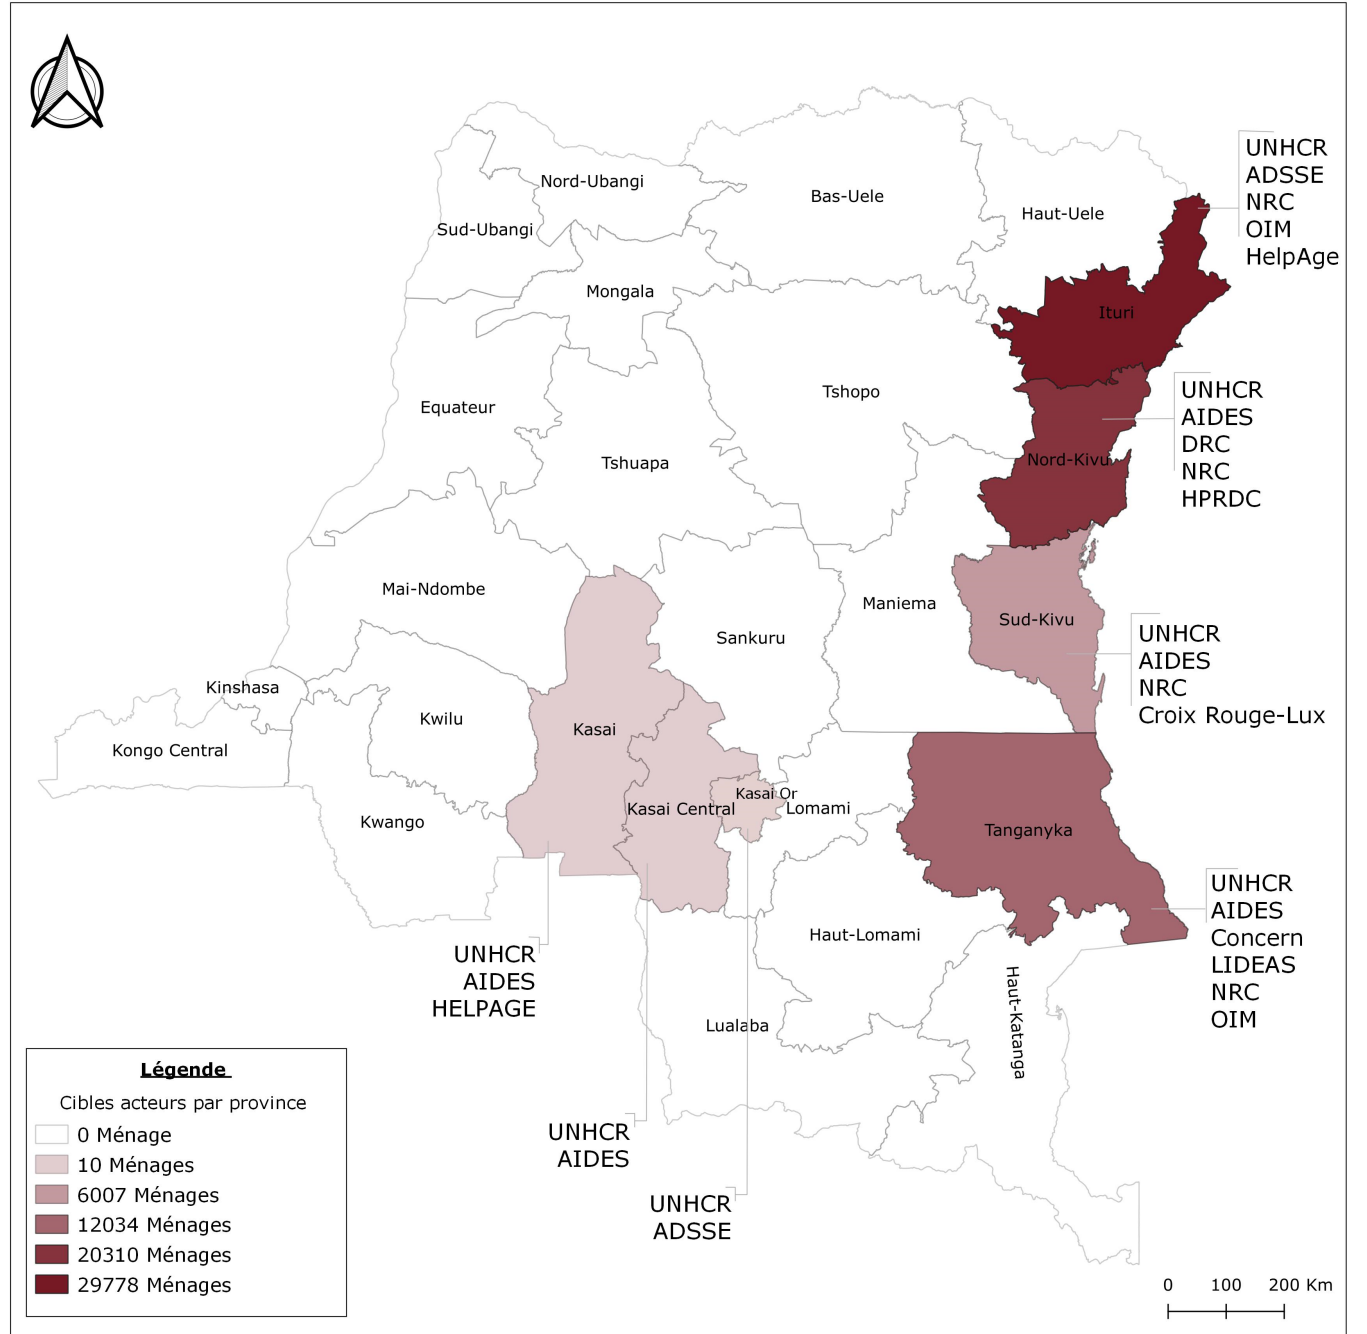 UNHCR
ADSSE
NRC
OIM
HelpAge
Nord-Ubangi
Bas-Uele
Haut-Uele
Sud-Ubangi
Mongala
Ituri
Equateur
Tshopo
Tshuapa
UNHCR
AIDES
DRC
NRC
HPRDC
Nord-Kivu
Mai-Ndombe
Maniema
Sud-Kivu
Sankuru
UNHCR
AIDES
NRC
Croix Rouge-Lux
Kinshasa
Kwilu
Kasai
Kongo Central
Kasai Or
Kasai Central
Lomami
Kwango
Tanganyka
UNHCR
AIDES
Concern
LIDEAS
NRC
OIM
Haut-Lomami
UNHCR
AIDES
HELPAGE
Haut-Katanga
Lualaba
UNHCR
AIDES
UNHCR
ADSSE
Légende
Cibles acteurs par province
0 Ménage
10 Ménages
6007 Ménages
12034 Ménages
20310 Ménages
29778 Ménages
0 100 200 Km